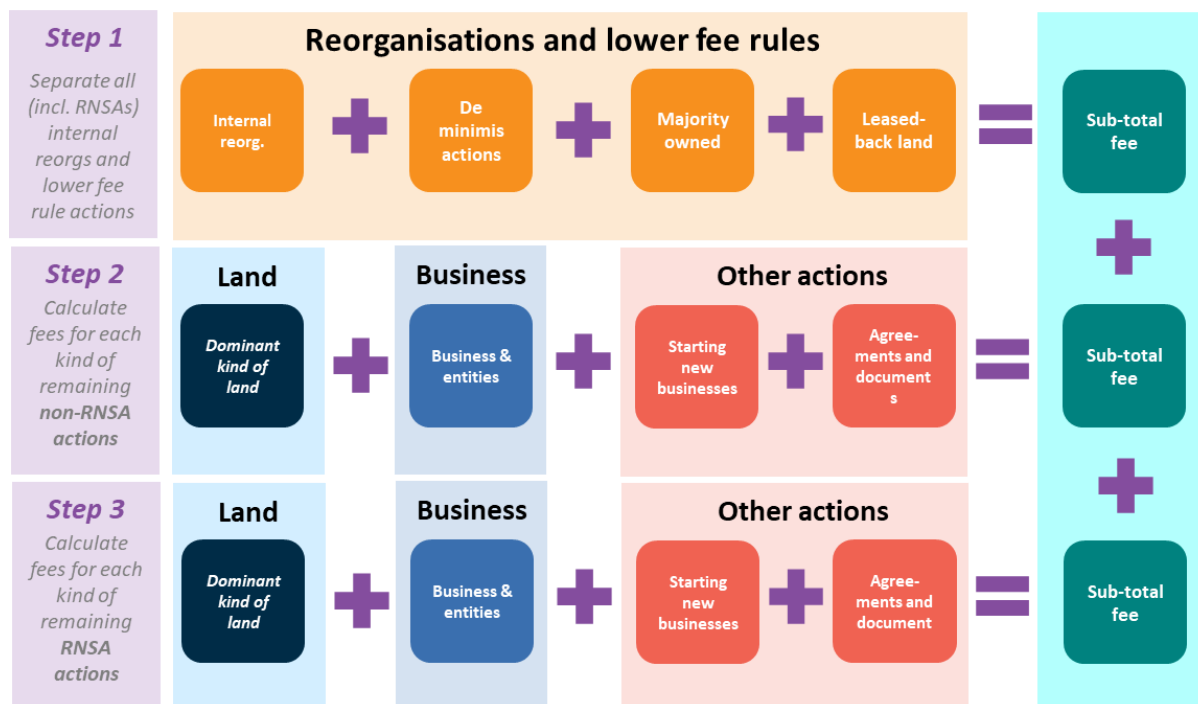 Step 1
Separate all
(incl. RNSAs)
internal
reorgs and
lower fee
rule actions
Reorganisations and lower fee rules
Internal
reorg.
De
minimis
actions
Majority
owned
Leased-
back land
Sub-total
fee
Step 2
Calculate
fees for each
kind of
remaining
non-RNSA
actions
Land
Dominant
kind of
land
Business
Business &
entities
Other actions
Starting
new
businesses
Agree-
ments and
document
s
Sub-total
fee
Step 3
Calculate
fees for each
kind of
remaining
RNSA
actions
Land
Dominant
kind of
land
Business
Business &
entities
Other actions
Starting
new
businesses
Agree-
ments and
document
Sub-total
fee